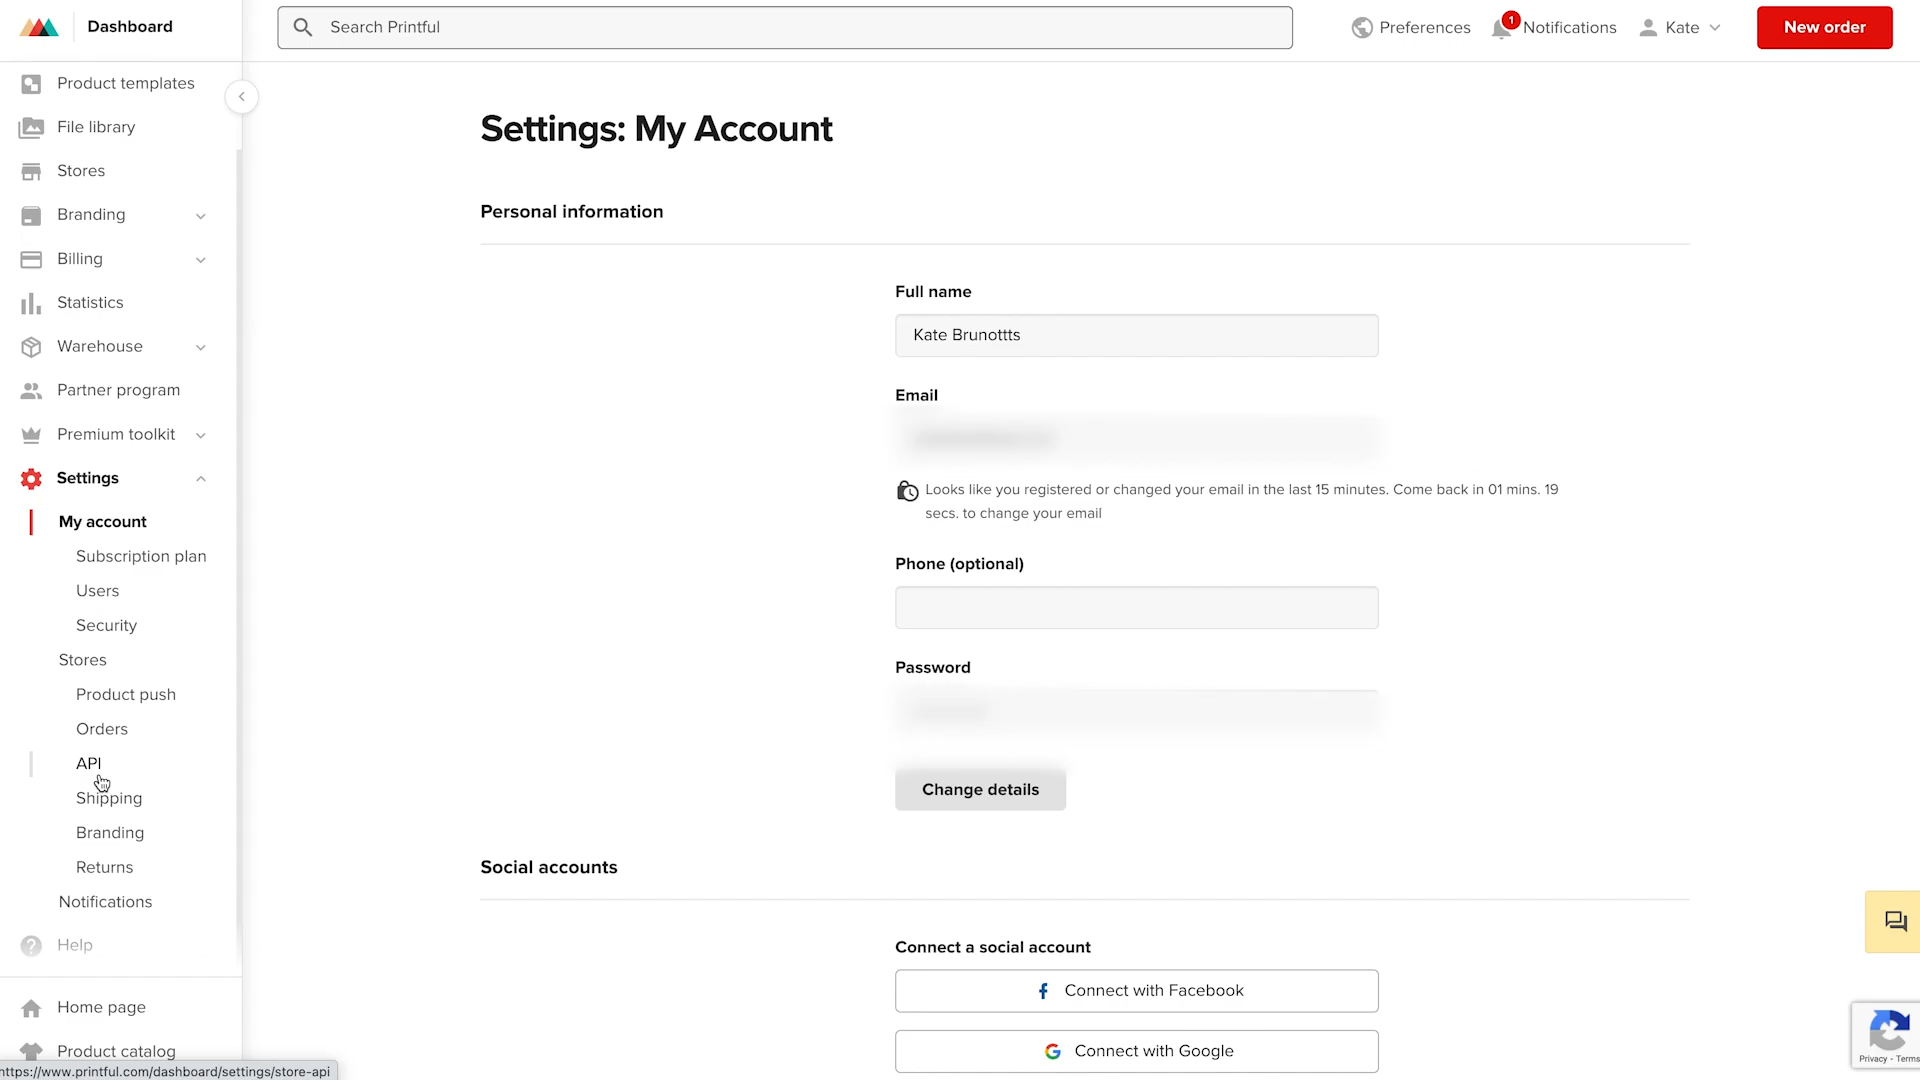 Dashboard
Search Printful
Preferences
1
Notifications
Kate
New order
Product templates
File library
Stores
Branding
Billing
Statistics
Warehouse
Partner program
Premium toolkit
Settings
My account
Subscription plan
Users
Security
Stores
Product push
Orders
API
Shipping
Branding
Returns
Notifications
Help
Home page
Product catalog
https://www.printful.com/dashboard/settings/store-api
Settings: My Account
Personal information
Full name
Kate Brunottts
Email
Looks like you registered or changed your email in the last 15 minutes. Come back in 01 mins. 19
secs. to change your email
Phone (optional)
Password
Change details
Social accounts
Connect a social account
Connect with Facebook
Connect with Google
Privacy - Terms